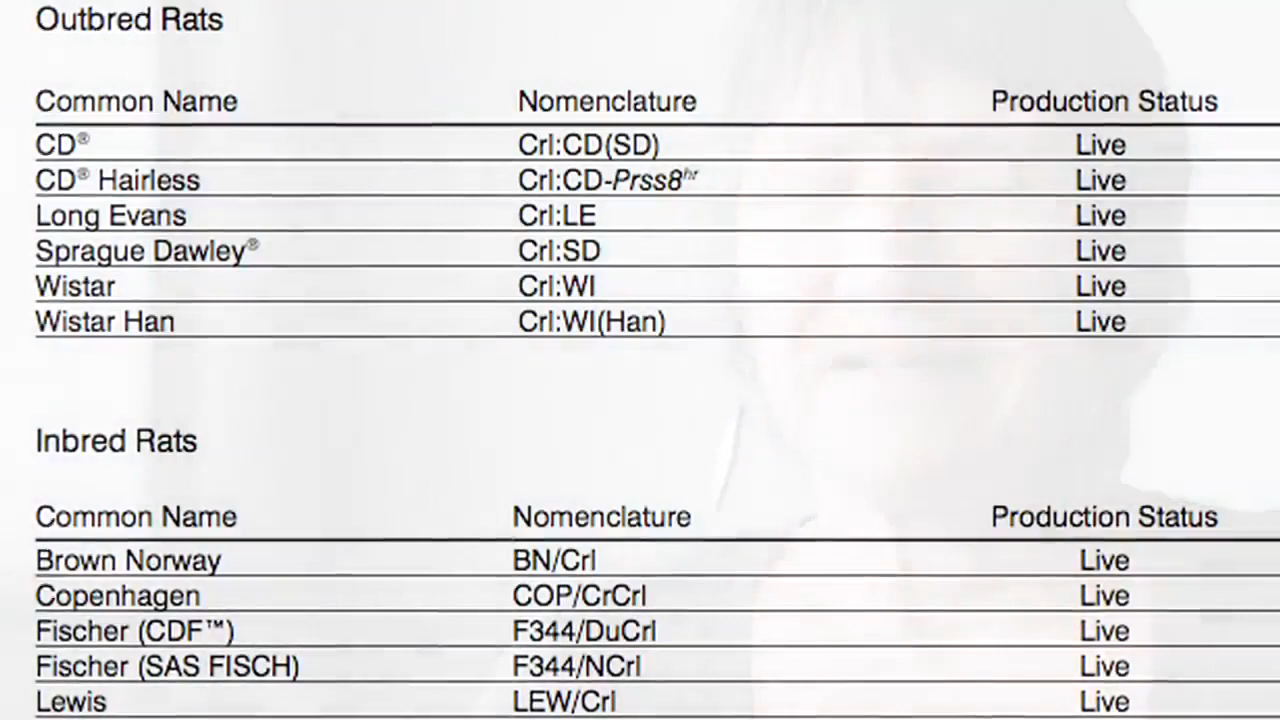 Outbred Rats
Common Name Nomenclature Production Status
CD® Crl:CD(SD) Live
CD® Hairless Crl:CD-Prss8hr Live
Long Evans Crl:LE Live
Sprague Dawley® Crl:SD Live
Wistar Crl:WI Live
Wistar Han Crl:WI(Han) Live
Inbred Rats
Common Name Nomenclature Production Status
Brown Norway BN/Crl Live
Copenhagen COP/CrCrl Live
Fischer (CDF™) F344/DuCrl Live
Fischer (SAS FISCH) F344/NCrl Live
Lewis LEW/Crl Live